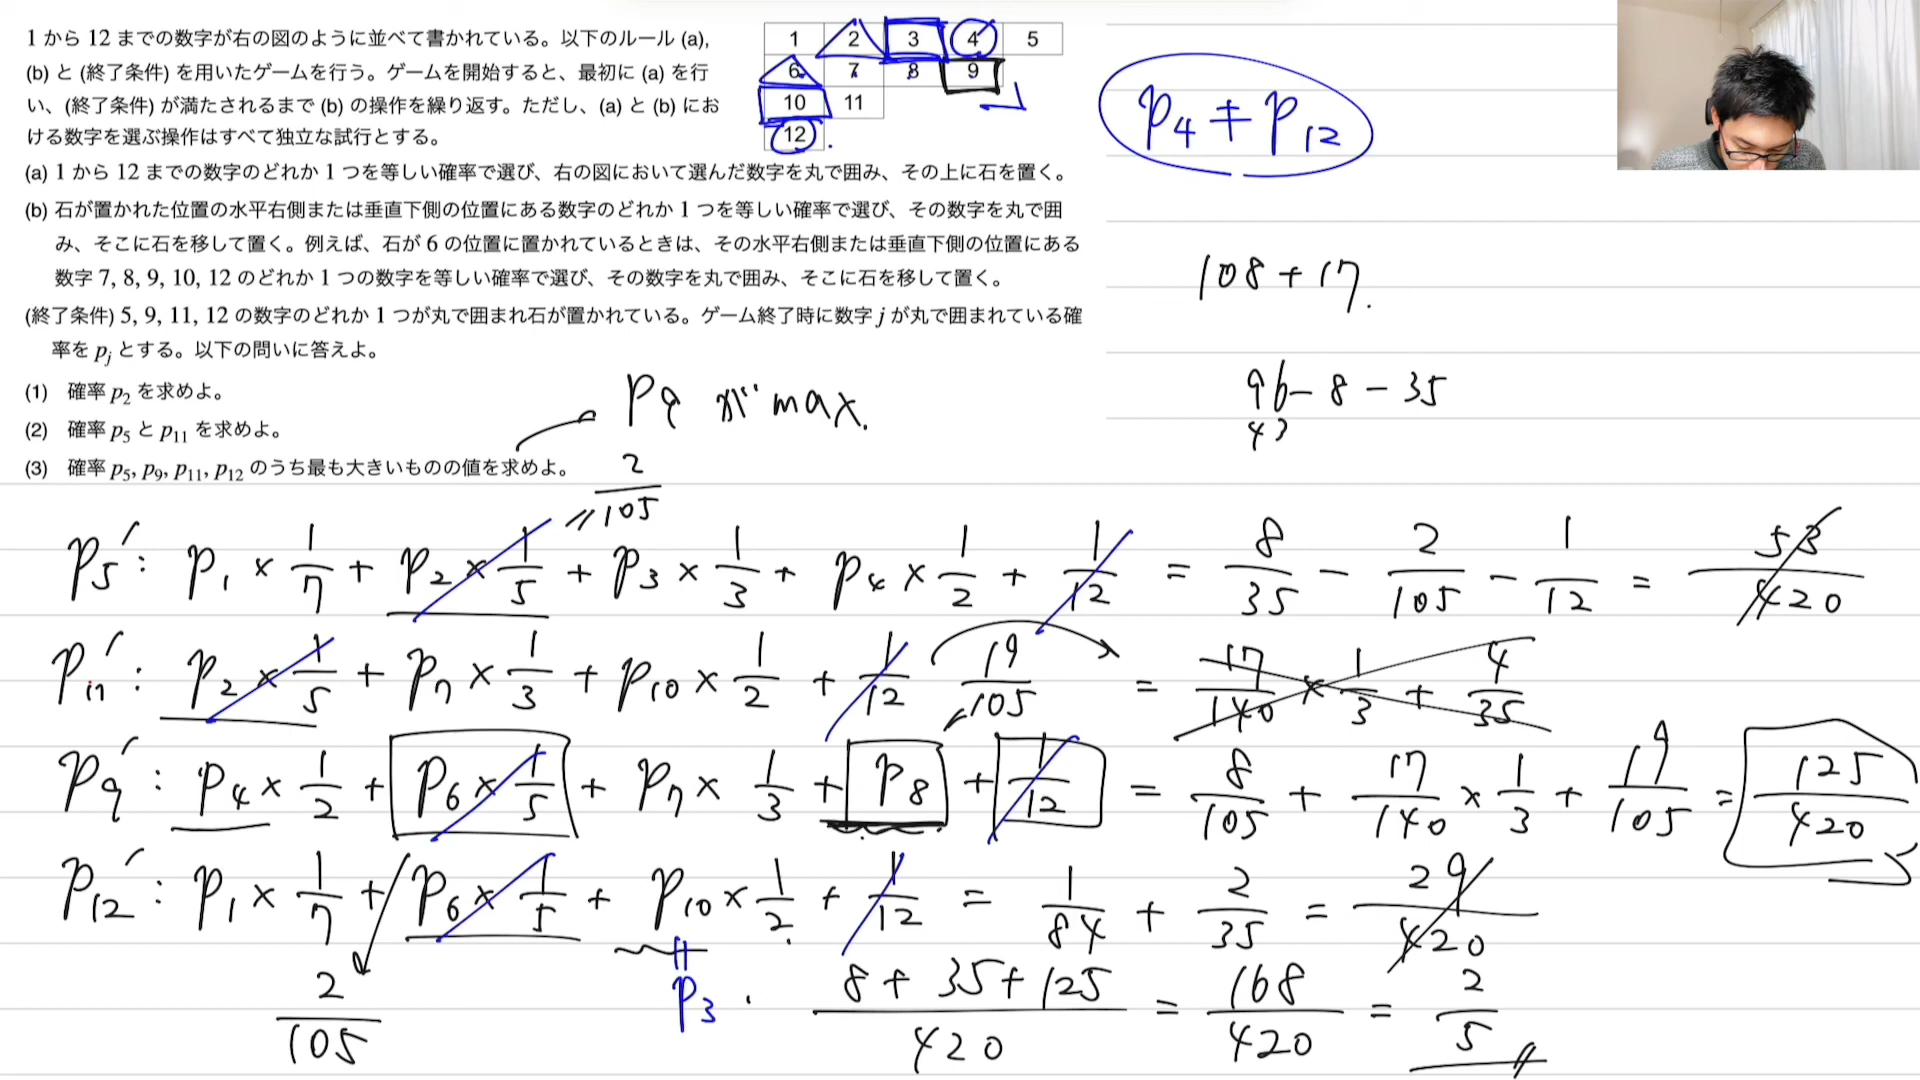 1 から 12 までの数字が右の図のように並べて書かれている。以下のルール (a),
(b) と (終了条件) を用いたゲームを行う。ゲームを開始すると、最初に (a) を行
い、(終了条件) が満たされるまで (b) の操作を繰り返す。ただし、(a) と (b) にお
ける数字を選ぶ操作はすべて独立な試行とする。
1 2 3 4 5
6 7 8 9
10 11
12
(a) 1 から 12 までの数字のどれか 1 つを等しい確率で選び、右の図において選んだ数字を丸で囲み、その上に石を置く。
(b) 石が置かれた位置の水平右側または垂直下側の位置にある数字のどれか 1 つを等しい確率で選び、その数字を丸で囲
み、そこに石を移して置く。例えば、石が 6 の位置に置かれているときは、その水平右側または垂直下側の位置にある
数字 7, 8, 9, 10, 12 のどれか 1 つの数字を等しい確率で選び、その数字を丸で囲み、そこに石を移して置く。
(終了条件) 5, 9, 11, 12 の数字のどれか 1 つが丸で囲まれ石が置かれている。ゲーム終了時に数字 j が丸で囲まれている確
率を p_j とする。以下の問いに答えよ。
(1) 確率 p_2 を求めよ。
(2) 確率 p_5 と p_11 を求めよ。
(3) 確率 p_5, p_9, p_11, p_12 のうち最も大きいものの値を求めよ。
P_4 ≠ P_12
108 + 17.
96 - 8 - 35
43
P_9 が max.
2/105
P_5' : P_1 × 1/7 + P_2 × 1/5 + P_3 × 1/3 + P_4 × 1/2 + 1/12 = 8/35 - 2/105 - 1/12 = 53/420
P_11' : P_2 × 1/5 + P_7 × 1/3 + P_10 × 1/2 + 1/12 = 17/140 × 1/3 + 4/35
19/105
P_9' : P_4 × 1/2 + P_6 × 1/5 + P_7 × 1/3 + P_8 + 1/12 = 8/105 + 17/140 × 1/3 + 19/105 = 125/420
P_12' : P_1 × 1/7 + P_6 × 1/5 + P_10 × 1/2 + 1/12 = 1/84 + 2/35 = 29/420
2/105
P_3
8 + 35 + 125/420 = 168/420 = 2/5